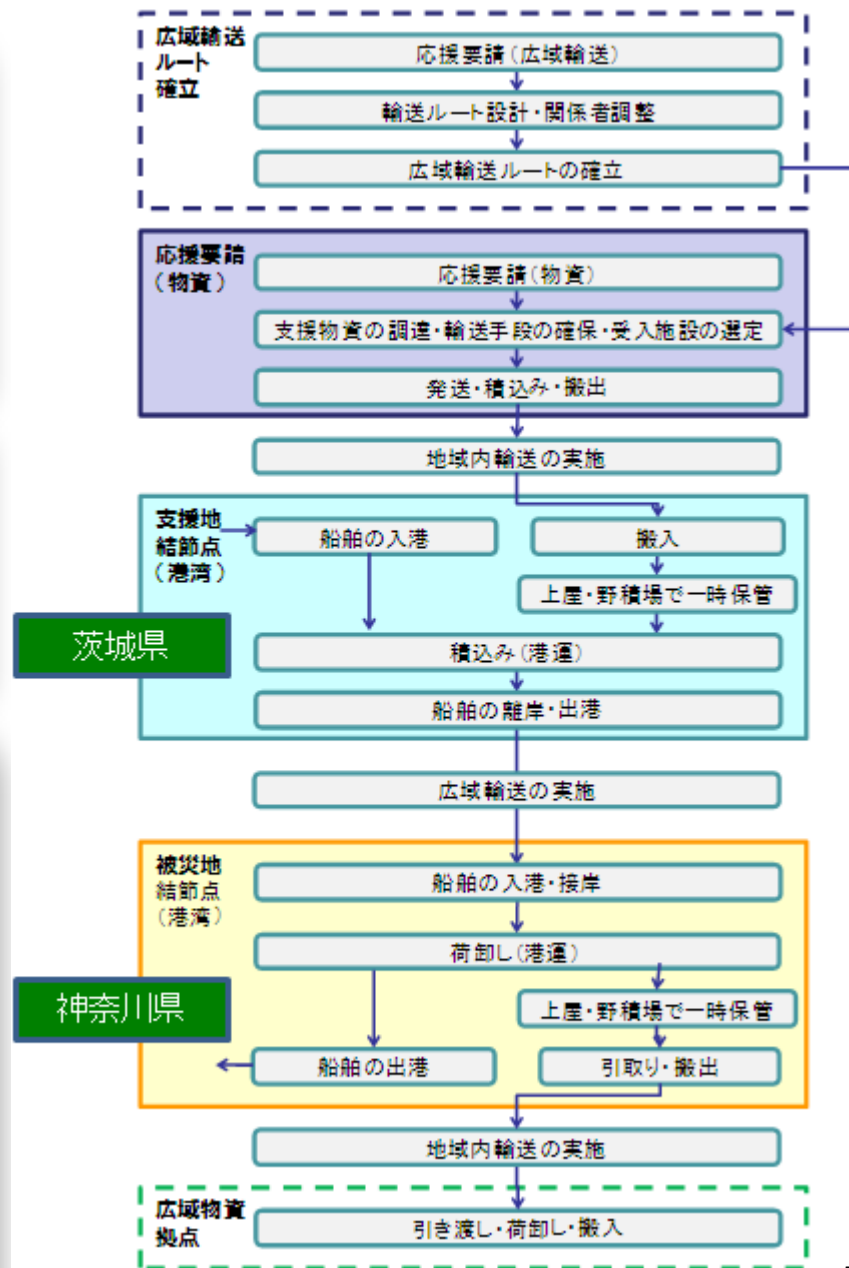 広域輸送
ルート
確立
応援要請(広域輸送)
輸送ルート設計・関係者調整
広域輸送ルートの確立
応援要請
(物資)
応援要請(物資)
支援物資の調達・輸送手段の確保・受入施設の選定
発送・積込み・搬出
地域内輸送の実施
支援地
結節点
(港湾)
船舶の入港
搬入
上屋・野積場で一時保管
茨城県
積込み(港運)
船舶の離岸・出港
広域輸送の実施
被災地
結節点
(港湾)
船舶の入港・接岸
荷卸し(港運)
神奈川県
上屋・野積場で一時保管
船舶の出港
引取り・搬出
地域内輸送の実施
広域物資
拠点
引き渡し・荷卸し・搬入